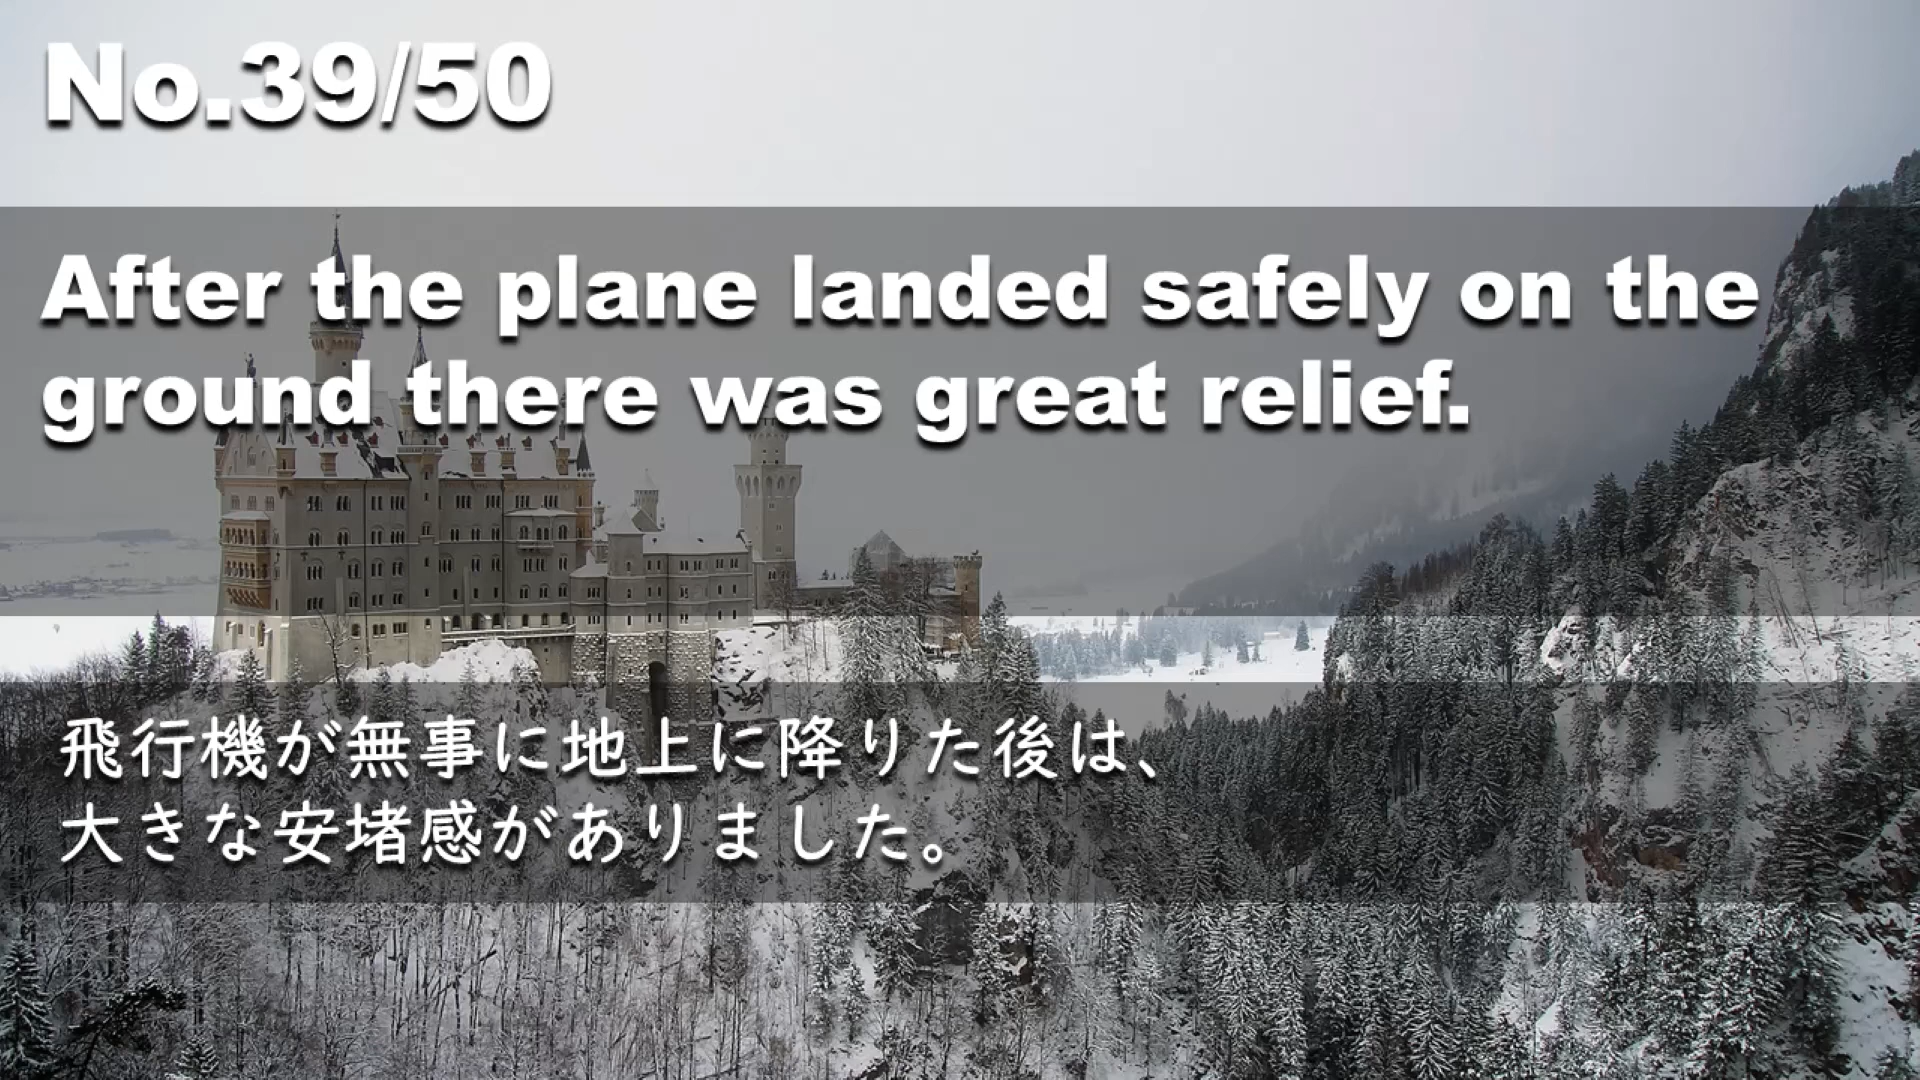 No.39/50
After the plane landed safely on the
ground there was great relief.
飛行機が無事に地上に降りた後は、
大きな安堵感がありました。